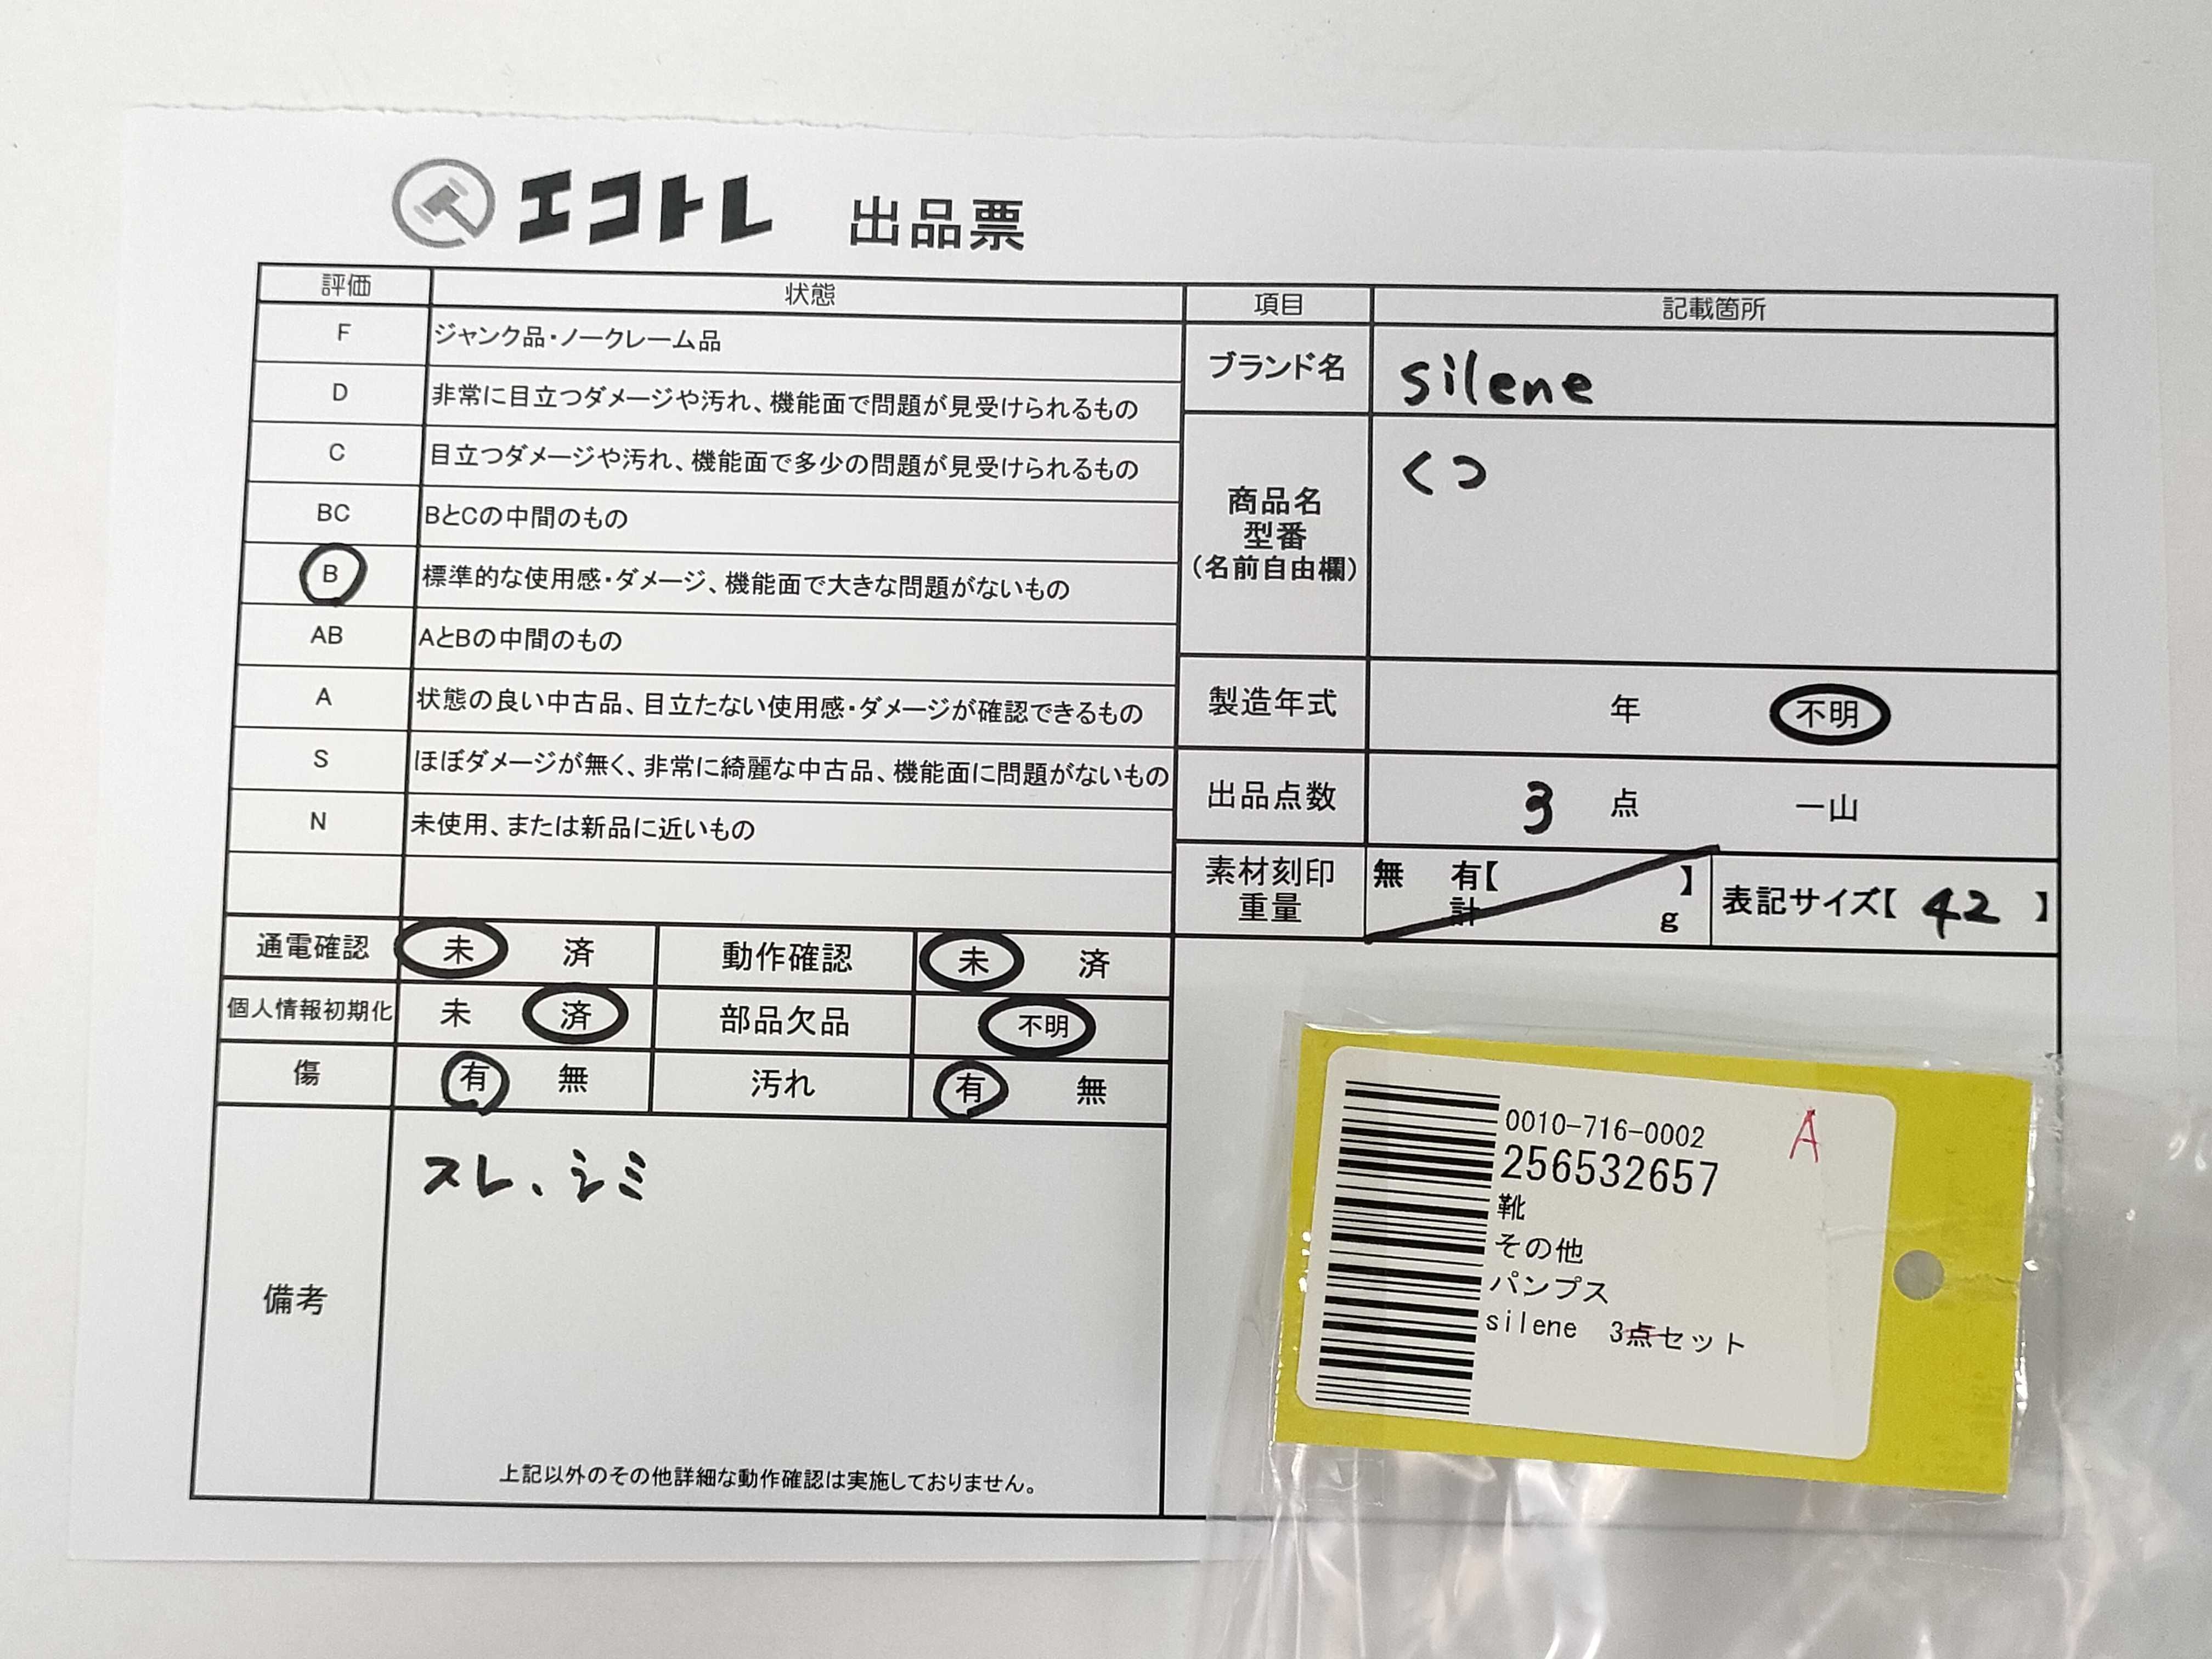 エコトレ 出品票
評価 状態
F ジャンク品・ノークレーム品
D 非常に目立つダメージや汚れ、機能面で問題が見受けられるもの
C 目立つダメージや汚れ、機能面で多少の問題が見受けられるもの
BC BとCの中間のもの
B 標準的な使用感・ダメージ、機能面で大きな問題がないもの
AB AとBの中間のもの
A 状態の良い中古品、目立たない使用感・ダメージが確認できるもの
S ほぼダメージが無く、非常に綺麗な中古品、機能面に問題がないもの
N 未使用、または新品に近いもの
通電確認 未 済 動作確認 未 済
個人情報初期化 未 済 部品欠品 不明
傷 有 無 汚れ 有 無
備考
スレ、シミ
上記以外のその他詳細な動作確認は実施しておりません。
項目 記載箇所
ブランド名 silene
商品名
型番
(名前自由欄)
くつ
製造年式 年 不明
出品点数 3 点 一山
素材刻印
重量
無 有【 】
計 g
表記サイズ【 42 】
0010-716-0002
A
256532657
靴
その他
パンプス
silene 3点セット